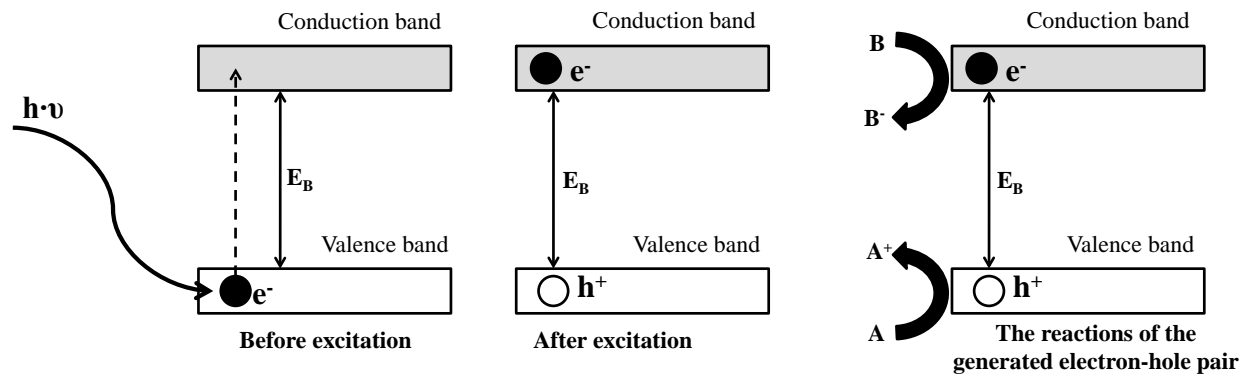 Conduction band
h·υ
E_B
Valence band
e⁻
Before excitation
Conduction band
e⁻
E_B
Valence band
h⁺
After excitation
Conduction band
B
e⁻
B⁻
E_B
Valence band
A⁺
h⁺
A
The reactions of the
generated electron-hole pair